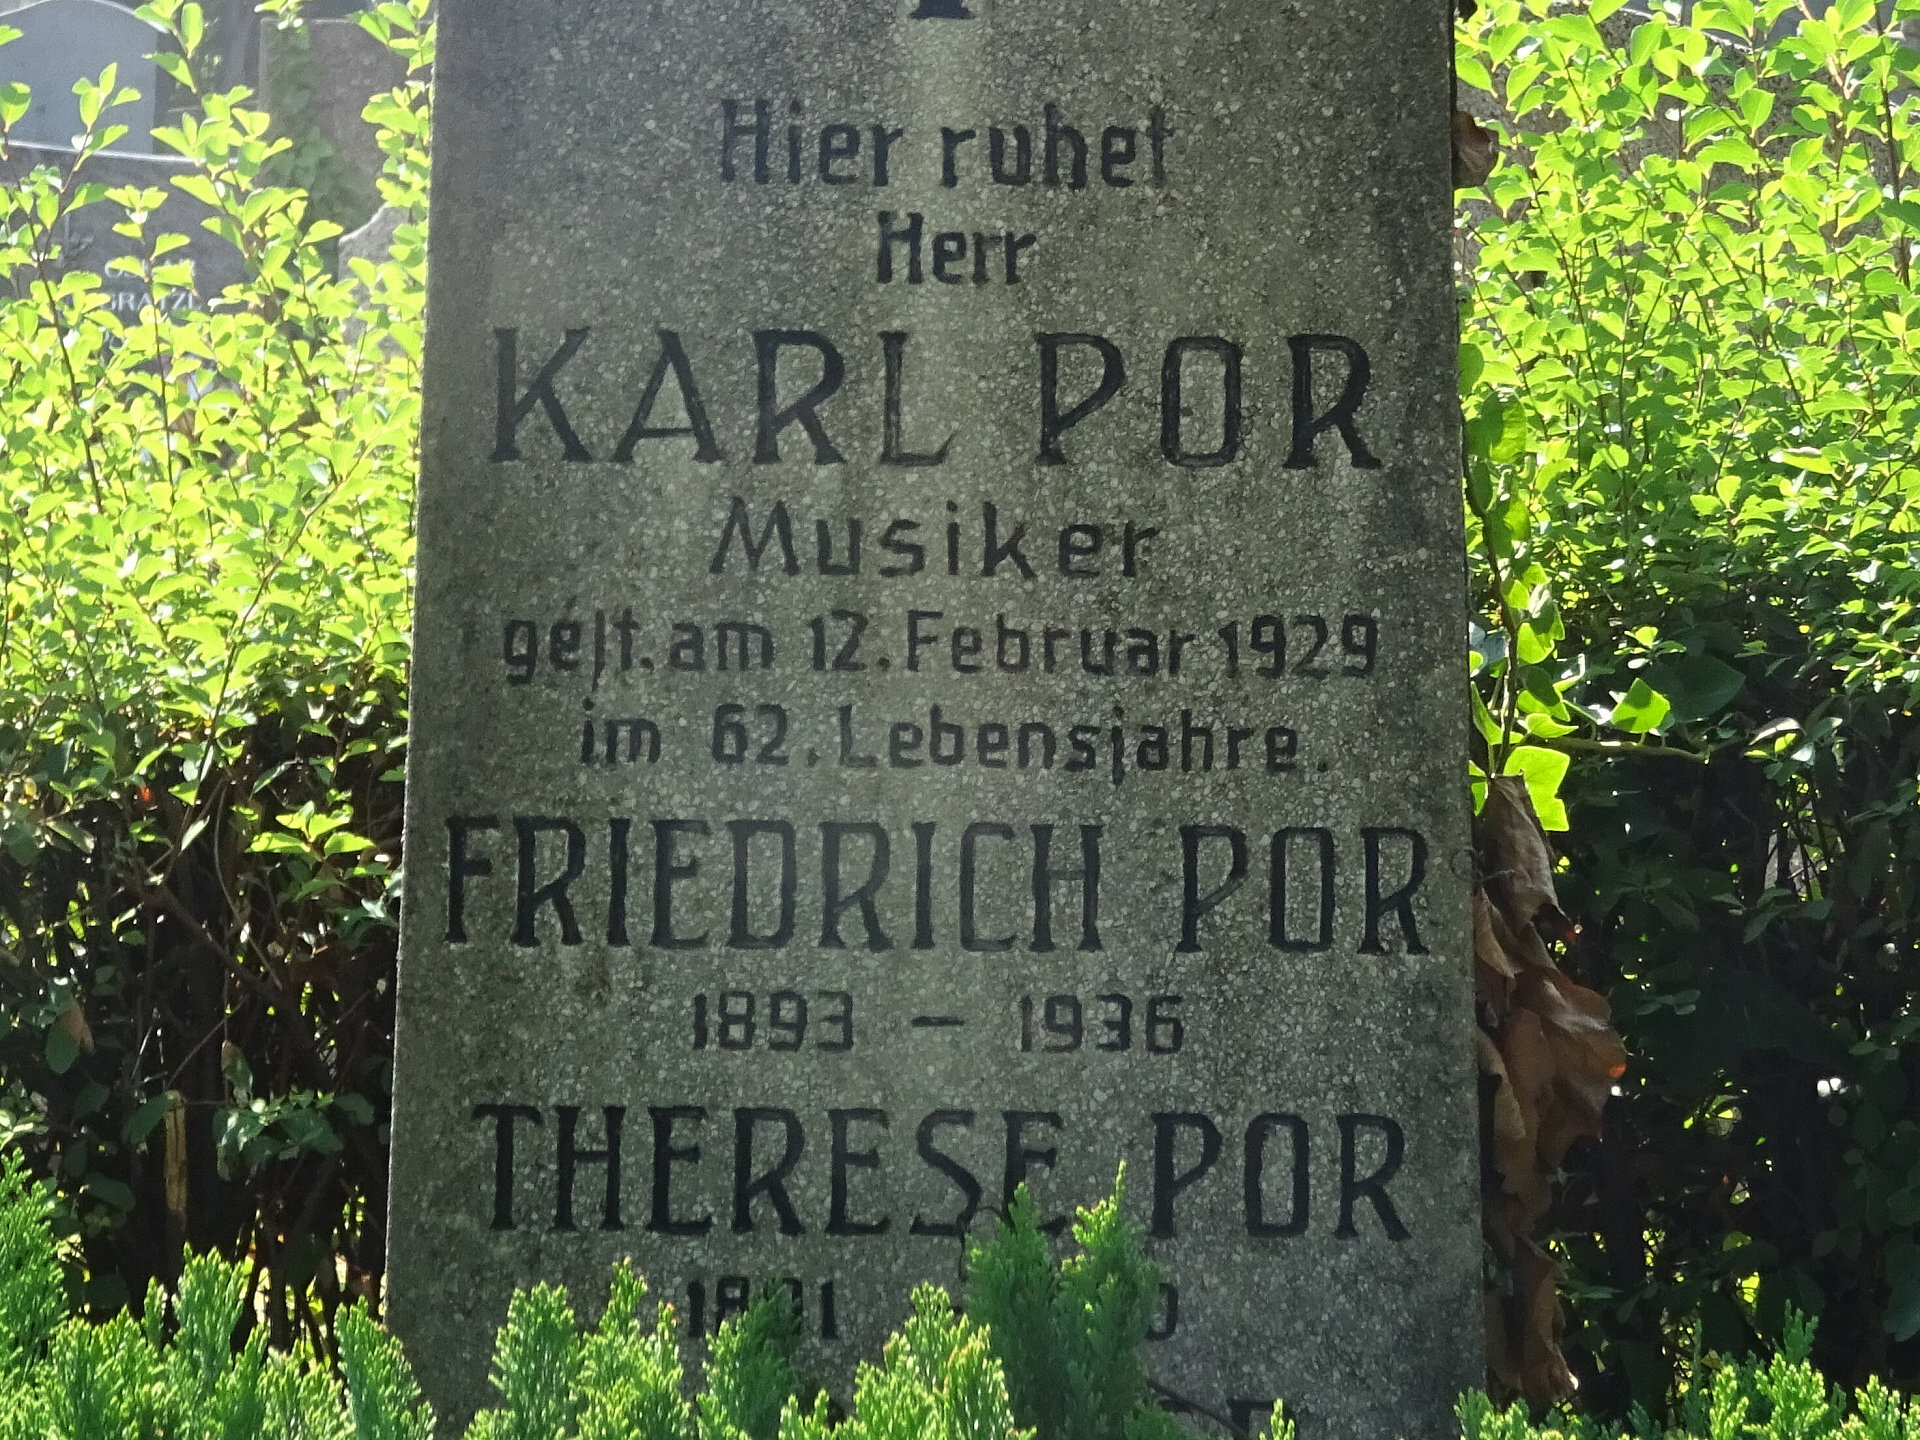 Hier ruhet
Herr
KARL POR
Musiker
gest. am 12. Februar 1929
im 62. Lebensjahre.
FRIEDRICH POR
1893 – 1936
THERESE POR